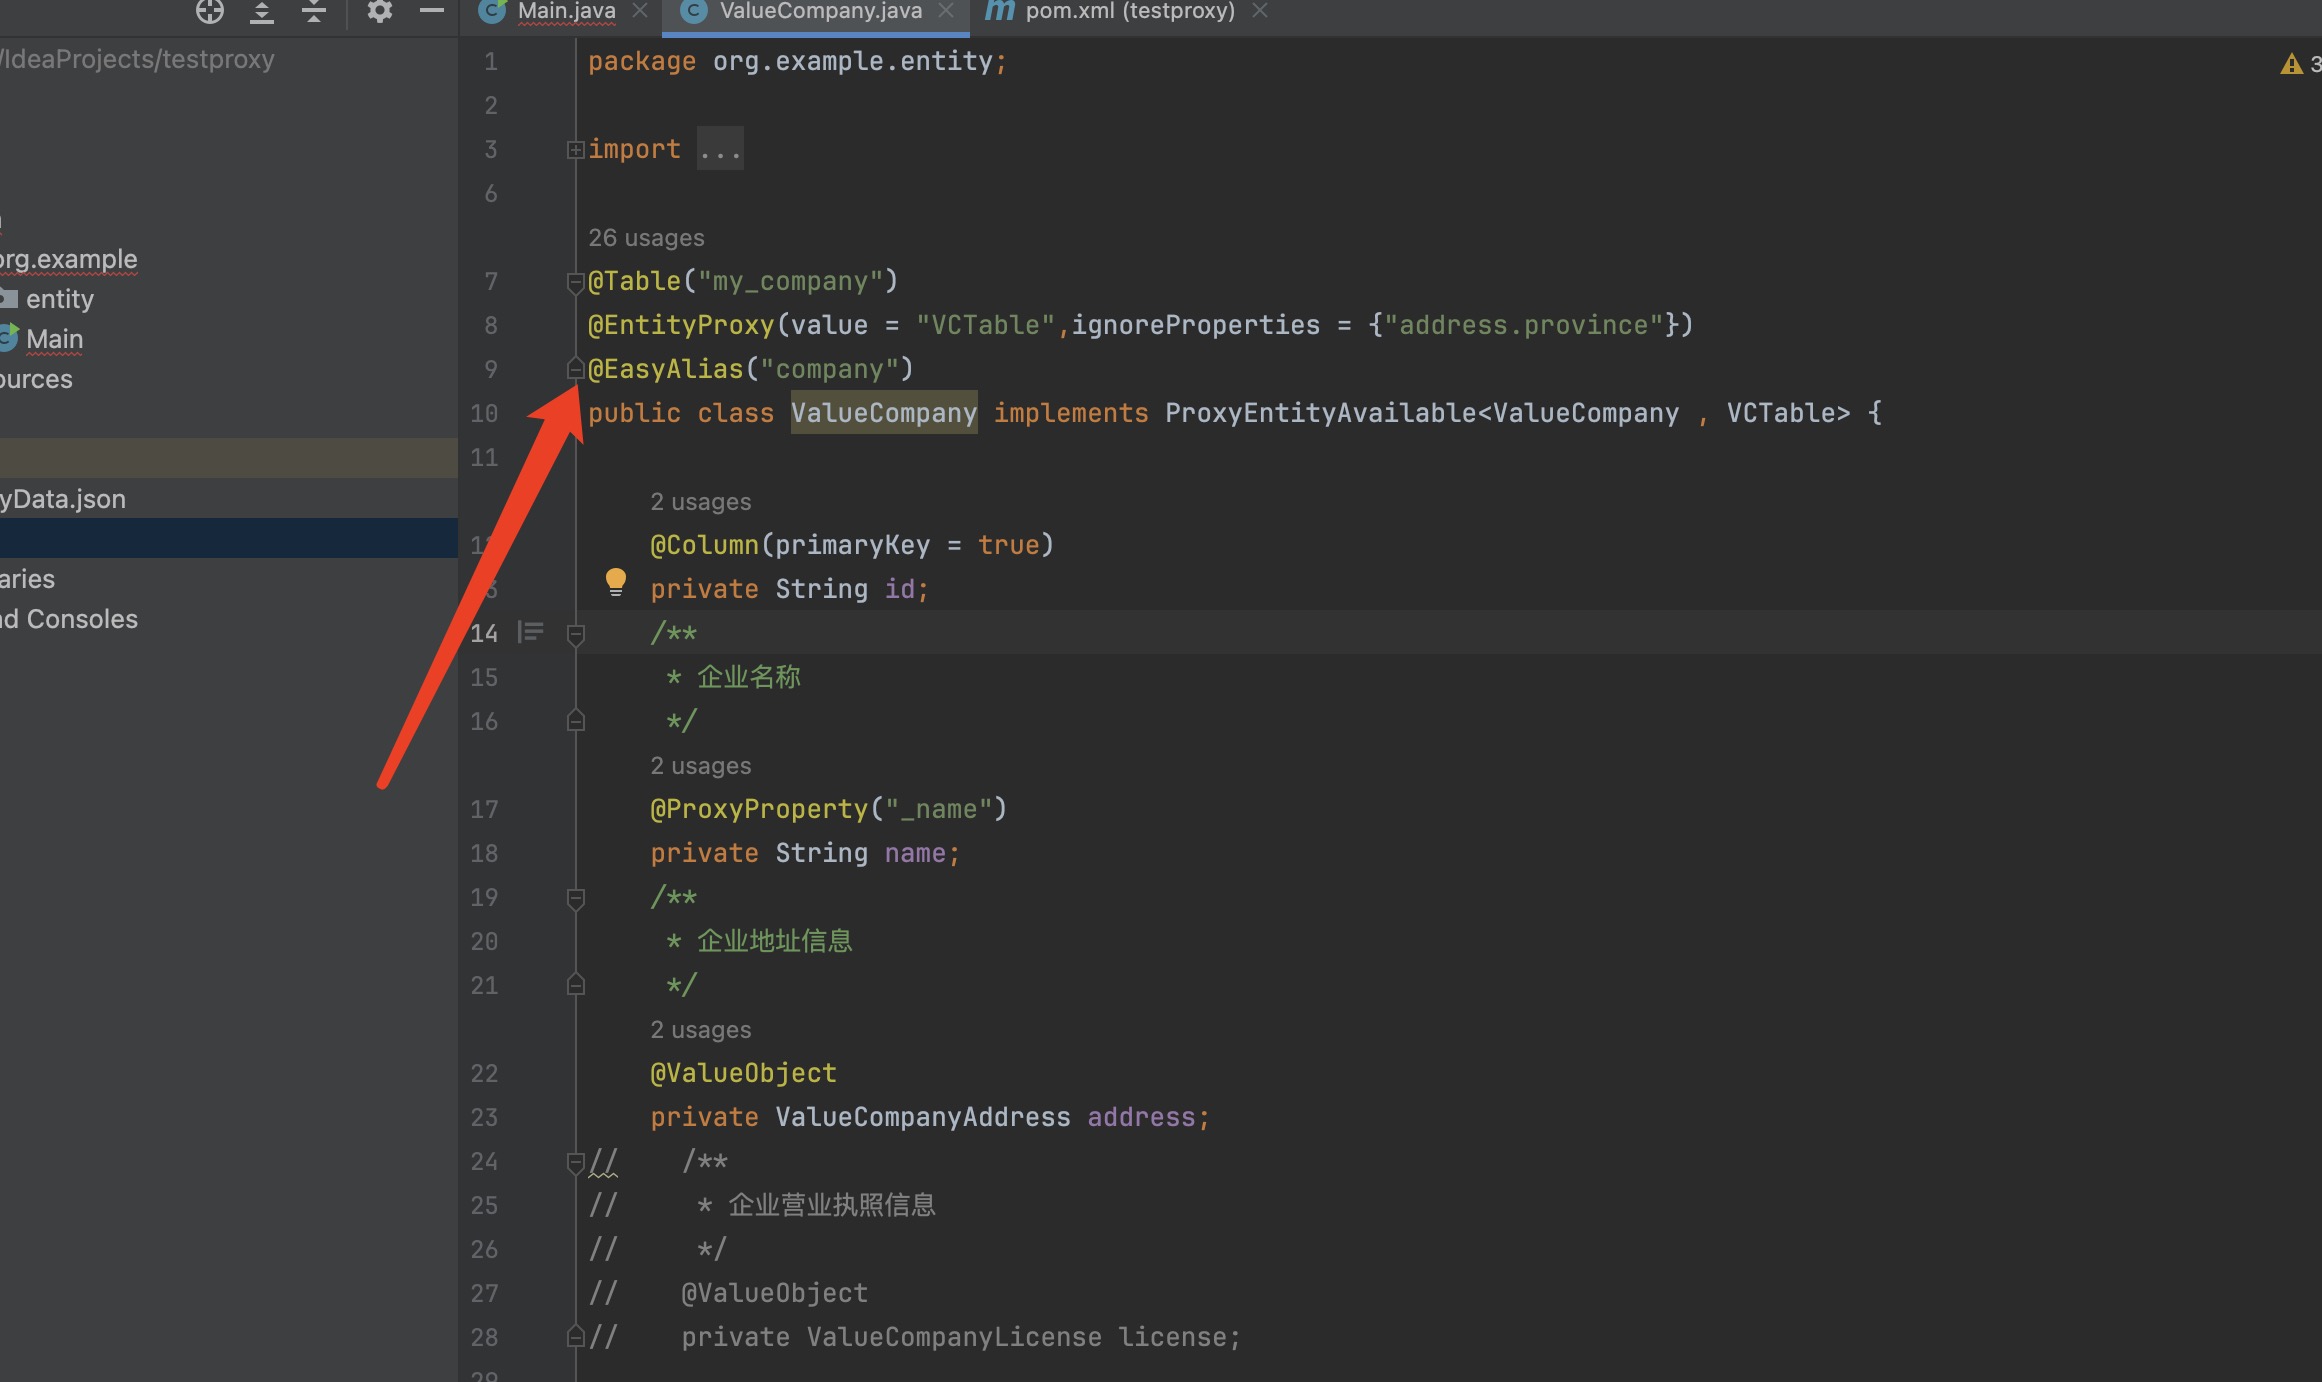 Main.java
ValueCompany.java
pom.xml (testproxy)
/IdeaProjects/testproxy
org.example
entity
Main
yData.json
Consoles
3
1 package org.example.entity;
2
3 import ...
6
26 usages
7 @Table("my_company")
8 @EntityProxy(value = "VCTable",ignoreProperties = {"address.province"})
9 @EasyAlias("company")
10 public class ValueCompany implements ProxyEntityAvailable<ValueCompany , VCTable> {
11
2 usages
@Column(primaryKey = true)
private String id;
14 /**
15 * 企业名称
16 */
2 usages
17 @ProxyProperty("_name")
18 private String name;
19 /**
20 * 企业地址信息
21 */
2 usages
22 @ValueObject
23 private ValueCompanyAddress address;
24 // /**
25 // * 企业营业执照信息
26 // */
27 // @ValueObject
28 // private ValueCompanyLicense license;